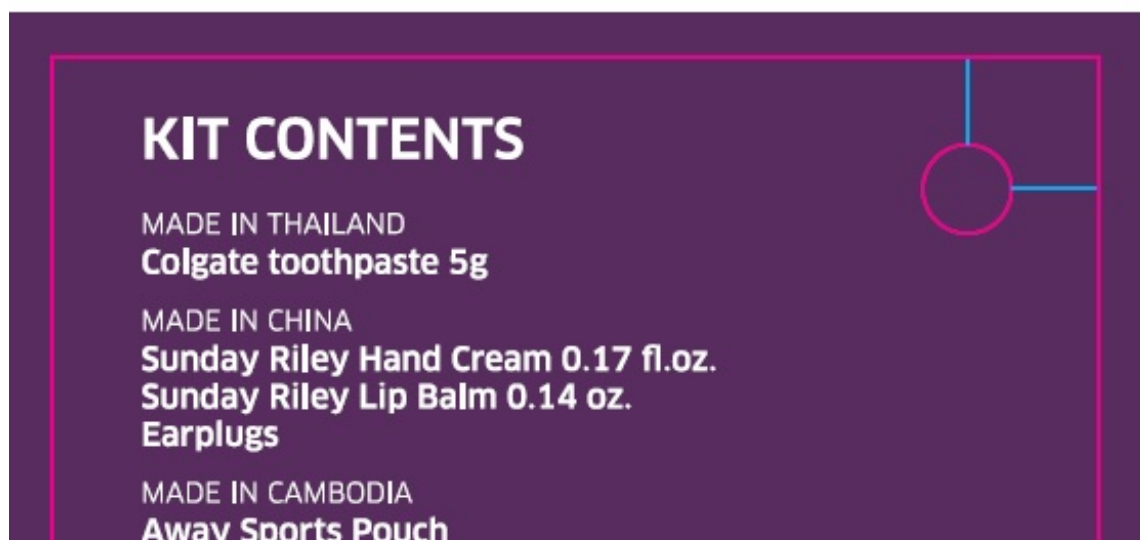 KIT CONTENTS
MADE IN THAILAND
Colgate toothpaste 5g
MADE IN CHINA
Sunday Riley Hand Cream 0.17 fl.oz.
Sunday Riley Lip Balm 0.14 oz.
Earplugs
MADE IN CAMBODIA
Away Sports Pouch